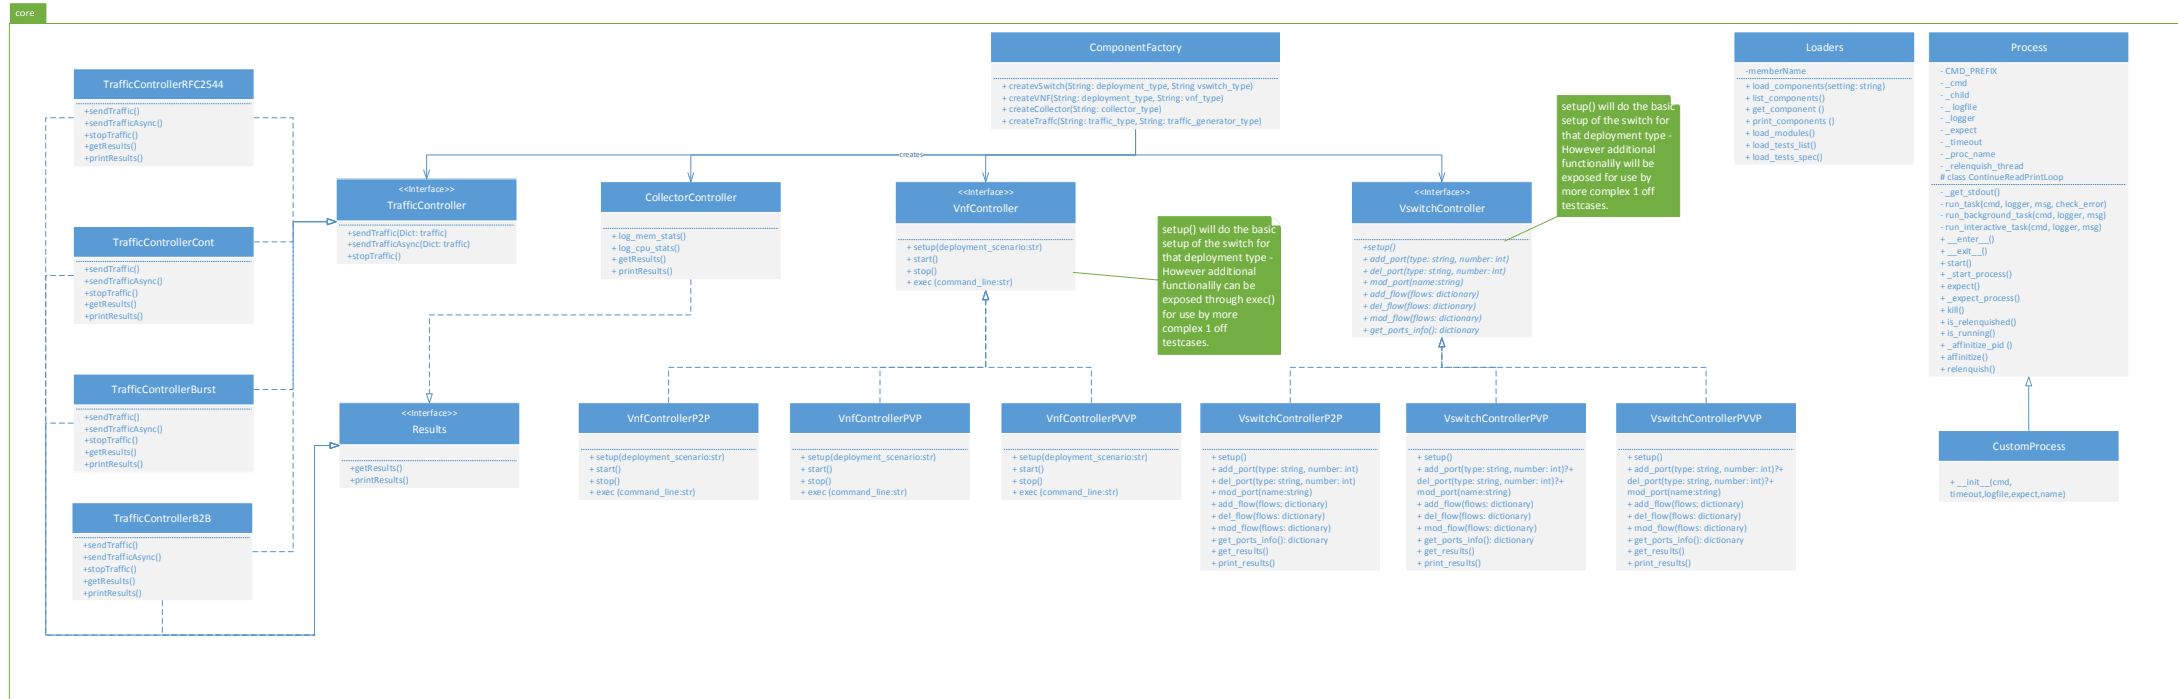 core
ComponentFactory
+ createvSwitch(String: deployment_type, String vswitch_type)
+ createVNF(String: deployment_type, String: vnf_type)
+ createCollector(String: collector_type)
+ createTraffc(String: traffic_type, String: traffic_generator_type)
Loaders
-memberName
+ load_components(setting: string)
+ list_components()
+ get_component ()
+ print_components ()
+ load_modules()
+ load_tests_list()
+ load_tests_spec()
Process
- CMD_PREFIX
- _cmd
- _child
- _logfile
- _logger
- _expect
- _timeout
- _proc_name
- _relenquish_thread
# class ContinueReadPrintLoop
- _get_stdout()
- run_task(cmd, logger, msg, check_error)
- run_background_task(cmd, logger, msg)
- run_interactive_task(cmd, logger, msg)
+ __enter__()
+ __exit__()
+ start()
+ _start_process()
+ expect()
+ _expect_process()
+ kill()
+ is_relenquished()
+ is_running()
+ _affinitize_pid ()
+ affinitize()
+ relenquish()
CustomProcess
+ __init__(cmd,
timeout,logfile,expect,name)
TrafficControllerRFC2544
+sendTraffic()
+sendTrafficAsync()
+stopTraffic()
+getResults()
+printResults()
TrafficControllerCont
+sendTraffic()
+sendTrafficAsync()
+stopTraffic()
+getResults()
+printResults()
TrafficControllerBurst
+sendTraffic()
+sendTrafficAsync()
+stopTraffic()
+getResults()
+printResults()
TrafficControllerB2B
+sendTraffic()
+sendTrafficAsync()
+stopTraffic()
+getResults()
+printResults()
creates
<<Interface>>
TrafficController
+sendTraffic(Dict: traffic)
+sendTrafficAsync(Dict: traffic)
+stopTraffic()
CollectorController
+ log_mem_stats()
+ log_cpu_stats()
+ getResults()
+ printResults()
<<Interface>>
VnfController
+ setup(deployment_scenario:str)
+ start()
+ stop()
+ exec (command_line:str)
setup() will do the basic
setup of the switch for
that deployment type -
However additional
functionalily can be
exposed through exec()
for use by more
complex 1 off
testcases.
<<Interface>>
VswitchController
+setup()
+ add_port(type: string, number: int)
+ del_port(type: string, number: int)
+ mod_port(name:string)
+ add_flow(flows: dictionary)
+ del_flow(flows: dictionary)
+ mod_flow(flows: dictionary)
+ get_ports_info(): dictionary
setup() will do the basic
setup of the switch for
that deployment type -
However additional
functionalily will be
exposed for use by
more complex 1 off
testcases.
<<Interface>>
Results
+getResults()
+printResults()
VnfControllerP2P
+ setup(deployment_scenario:str)
+ start()
+ stop()
+ exec (command_line:str)
VnfControllerPVP
+ setup(deployment_scenario:str)
+ start()
+ stop()
+ exec (command_line:str)
VnfControllerPVVP
+ setup(deployment_scenario:str)
+ start()
+ stop()
+ exec (command_line:str)
VswitchControllerP2P
+ setup()
+ add_port(type: string, number: int)
+ del_port(type: string, number: int)
+ mod_port(name:string)
+ add_flow(flows: dictionary)
+ del_flow(flows: dictionary)
+ mod_flow(flows: dictionary)
+ get_ports_info(): dictionary
+ get_results()
+ print_results()
VswitchControllerPVP
+ setup()
+ add_port(type: string, number: int)?+
del_port(type: string, number: int)?+
mod_port(name:string)
+ add_flow(flows: dictionary)
+ del_flow(flows: dictionary)
+ mod_flow(flows: dictionary)
+ get_ports_info(): dictionary
+ get_results()
+ print_results()
VswitchControllerPVVP
+ setup()
+ add_port(type: string, number: int)?+
del_port(type: string, number: int)?+
mod_port(name:string)
+ add_flow(flows: dictionary)
+ del_flow(flows: dictionary)
+ mod_flow(flows: dictionary)
+ get_ports_info(): dictionary
+ get_results()
+ print_results()